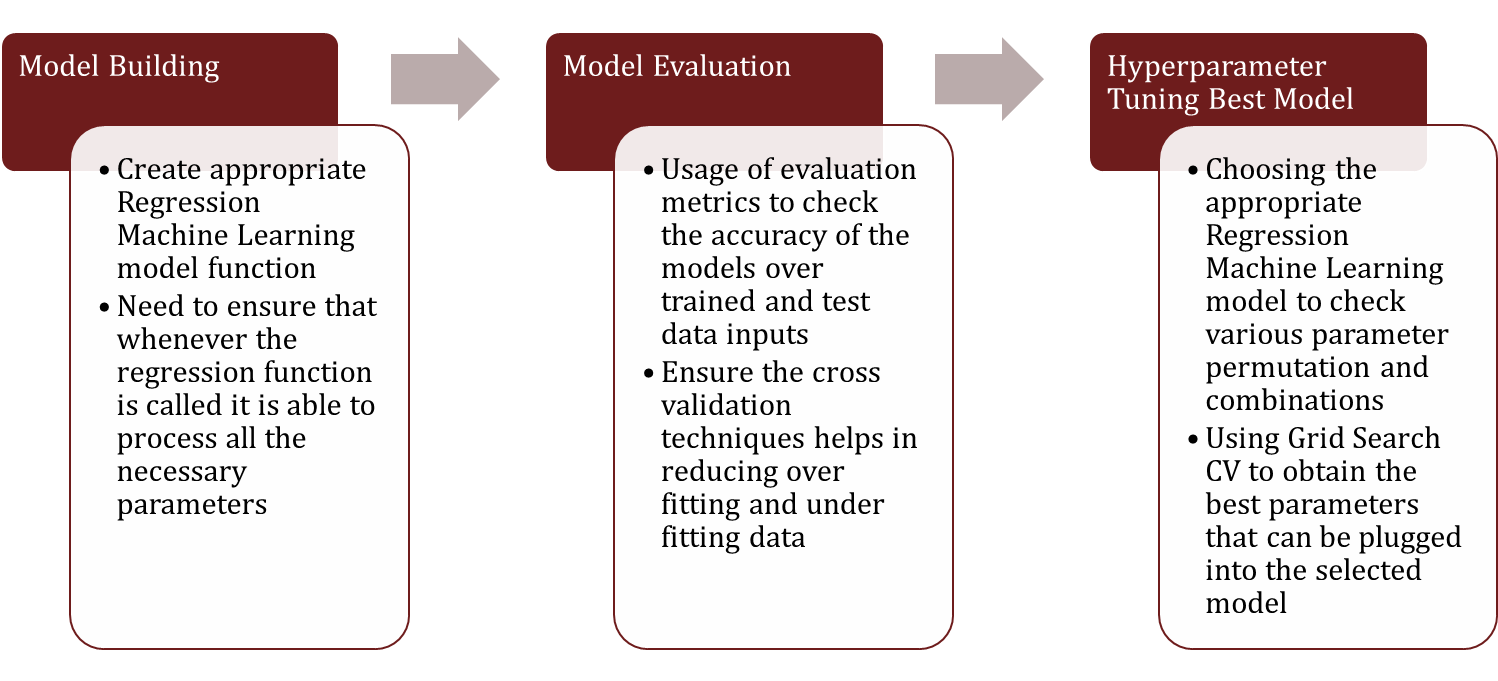 Model Building
• Create appropriate
Regression
Machine Learning
model function
• Need to ensure that
whenever the
regression function
is called it is able to
process all the
necessary
parameters
Model Evaluation
• Usage of evaluation
metrics to check
the accuracy of the
models over
trained and test
data inputs
• Ensure the cross
validation
techniques helps in
reducing over
fitting and under
fitting data
Hyperparameter
Tuning Best Model
• Choosing the
appropriate
Regression
Machine Learning
model to check
various parameter
permutation and
combinations
• Using Grid Search
CV to obtain the
best parameters
that can be plugged
into the selected
model